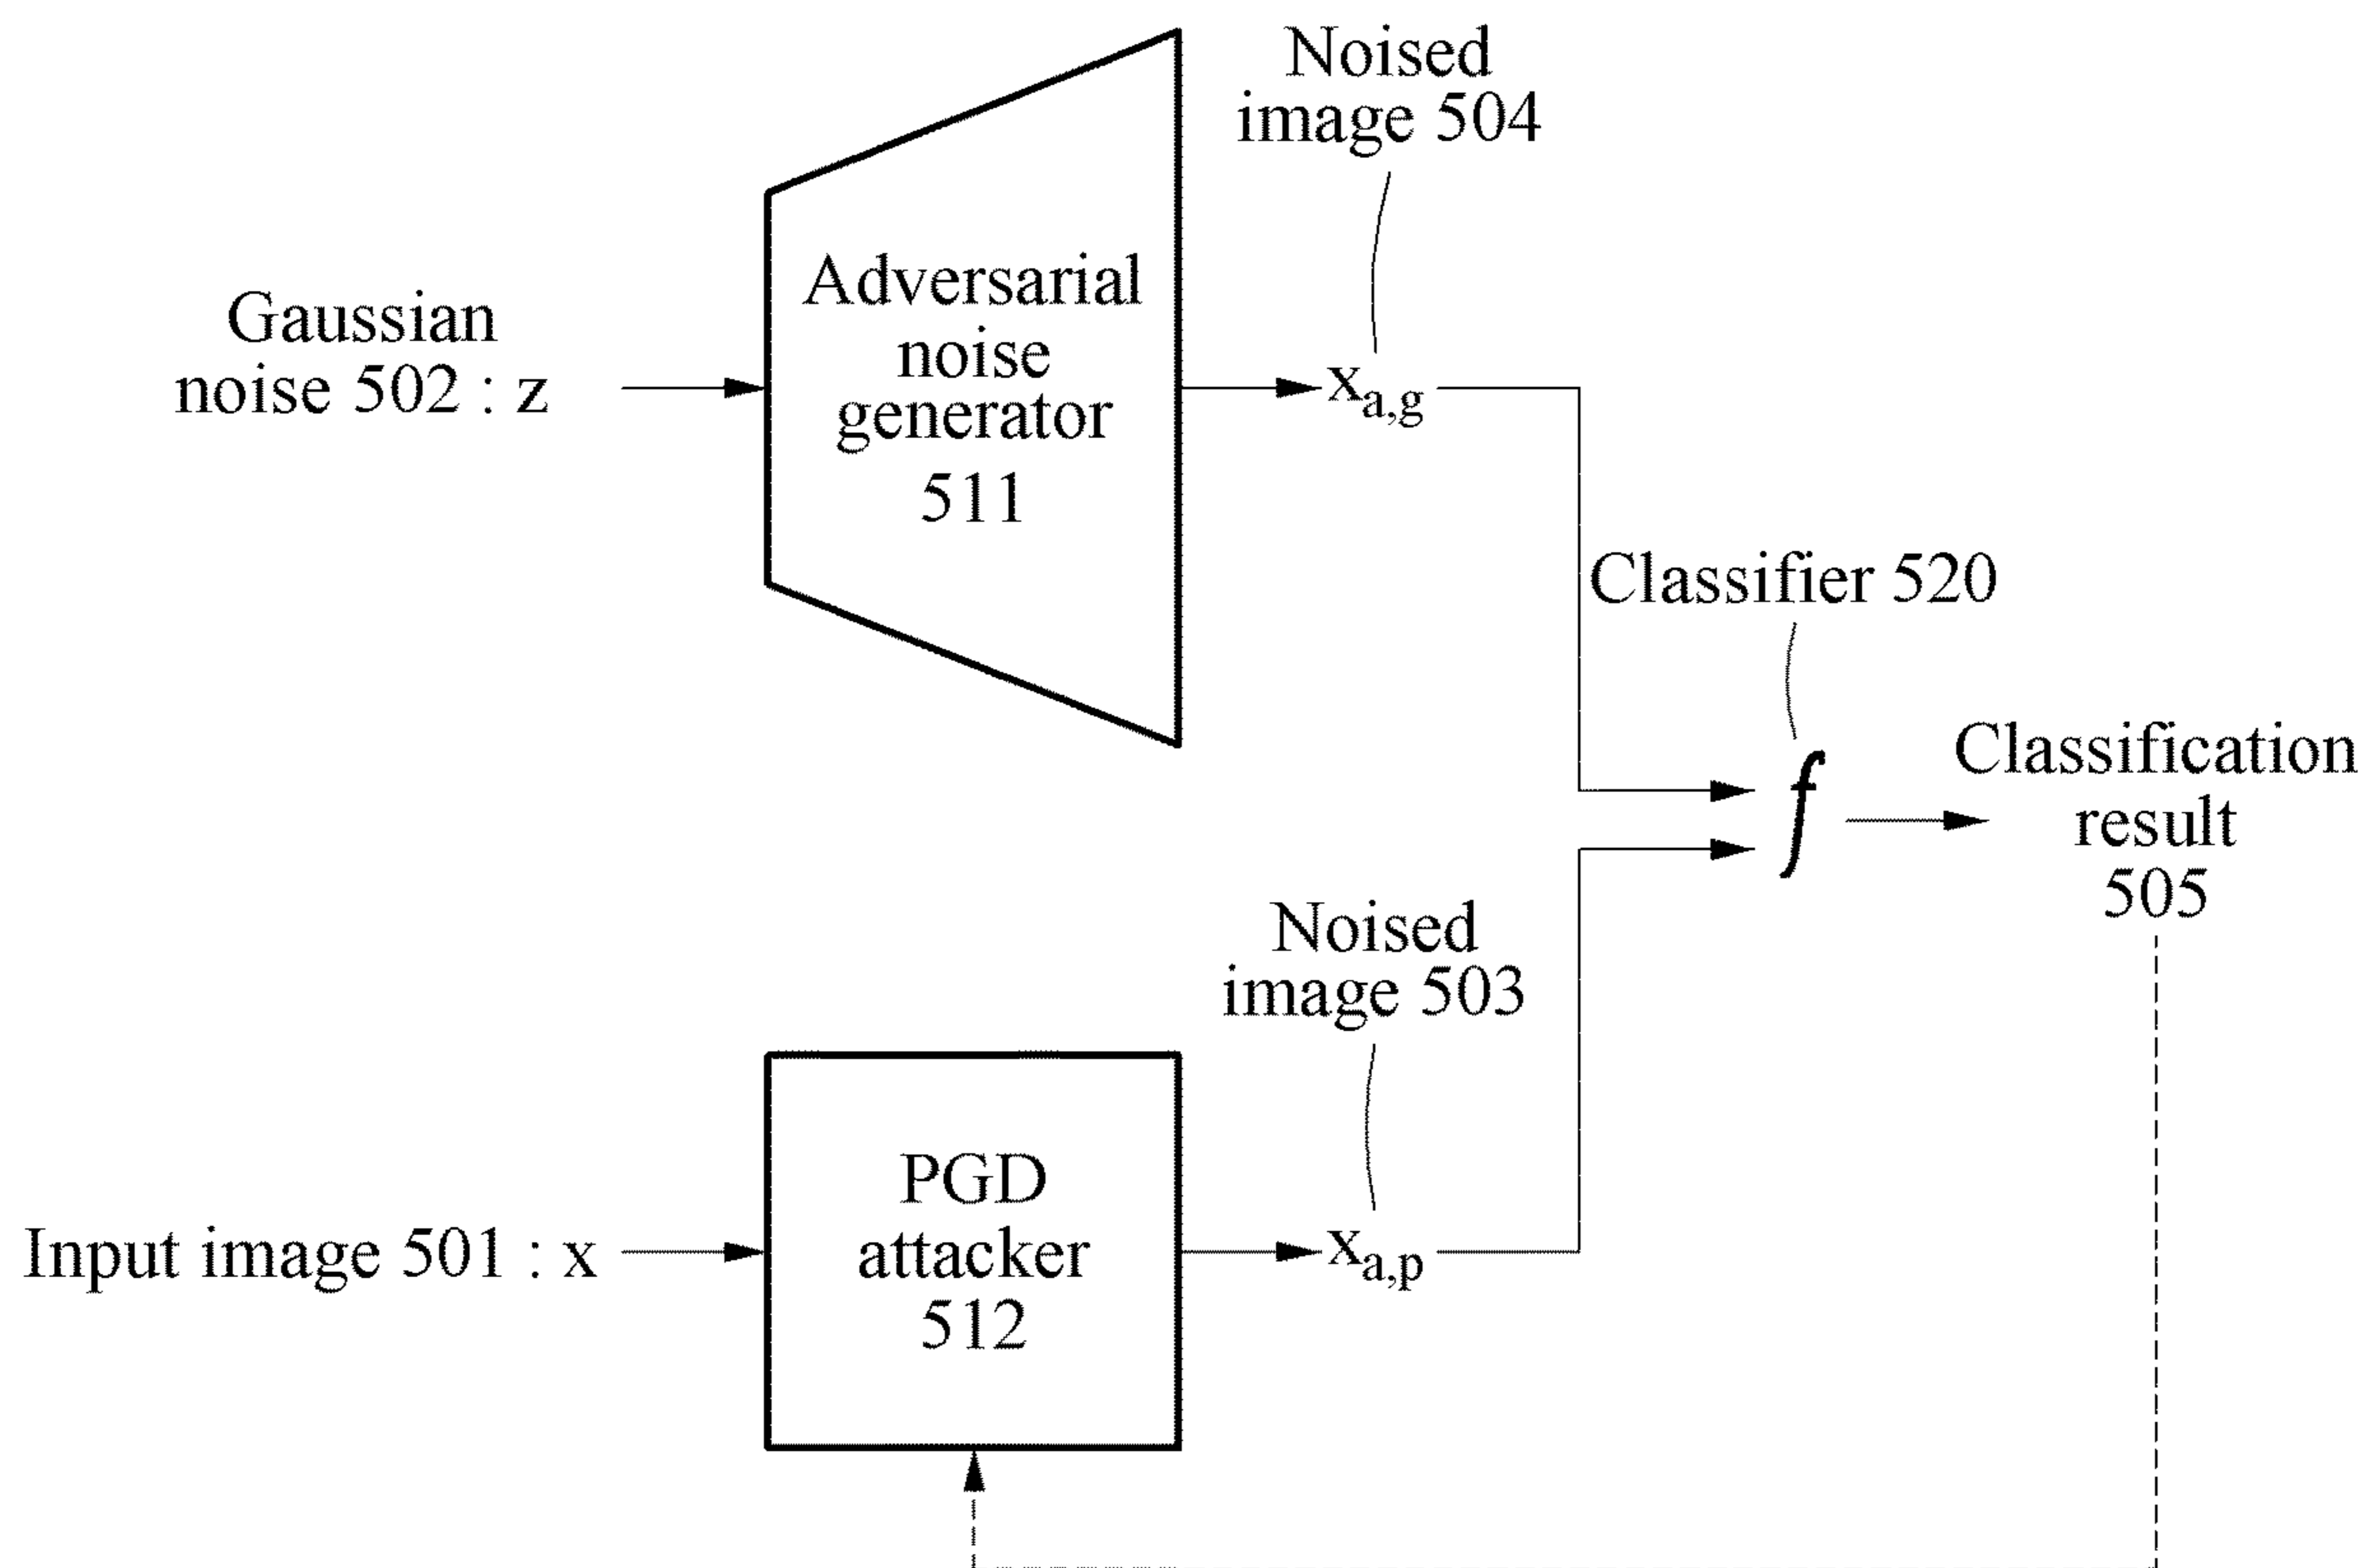 Noised
image 504
Gaussian
noise 502 : z
Adversarial
noise
generator
511
xa,g
Classifier 520
f
Classification
result
505
Noised
image 503
Input image 501 : x
PGD
attacker
512
xa,p